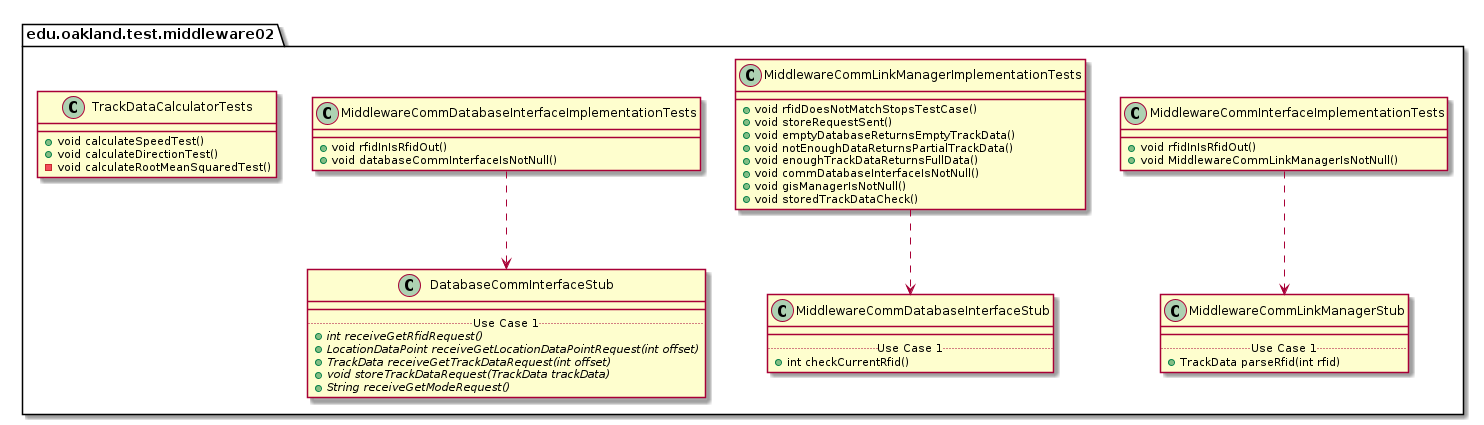 edu.oakland.test.middleware02
C TrackDataCalculatorTests
void calculateSpeedTest()
void calculateDirectionTest()
void calculateRootMeanSquaredTest()
C MiddlewareCommDatabaseInterfaceImplementationTests
void rfidInIsRfidOut()
void databaseCommInterfaceIsNotNull()
C MiddlewareCommLinkManagerImplementationTests
void rfidDoesNotMatchStopsTestCase()
void storeRequestSent()
void emptyDatabaseReturnsEmptyTrackData()
void notEnoughDataReturnsPartialTrackData()
void enoughTrackDataReturnsFullData()
void commDatabaseInterfaceIsNotNull()
void gisManagerIsNotNull()
void storedTrackDataCheck()
C MiddlewareCommInterfaceImplementationTests
void rfidInIsRfidOut()
void MiddlewareCommLinkManagerIsNotNull()
C DatabaseCommInterfaceStub
Use Case 1
int receiveGetRfidRequest()
LocationDataPoint receiveGetLocationDataPointRequest(int offset)
TrackData receiveGetTrackDataRequest(int offset)
void storeTrackDataRequest(TrackData trackData)
String receiveGetModeRequest()
C MiddlewareCommDatabaseInterfaceStub
Use Case 1
int checkCurrentRfid()
C MiddlewareCommLinkManagerStub
Use Case 1
TrackData parseRfid(int rfid)